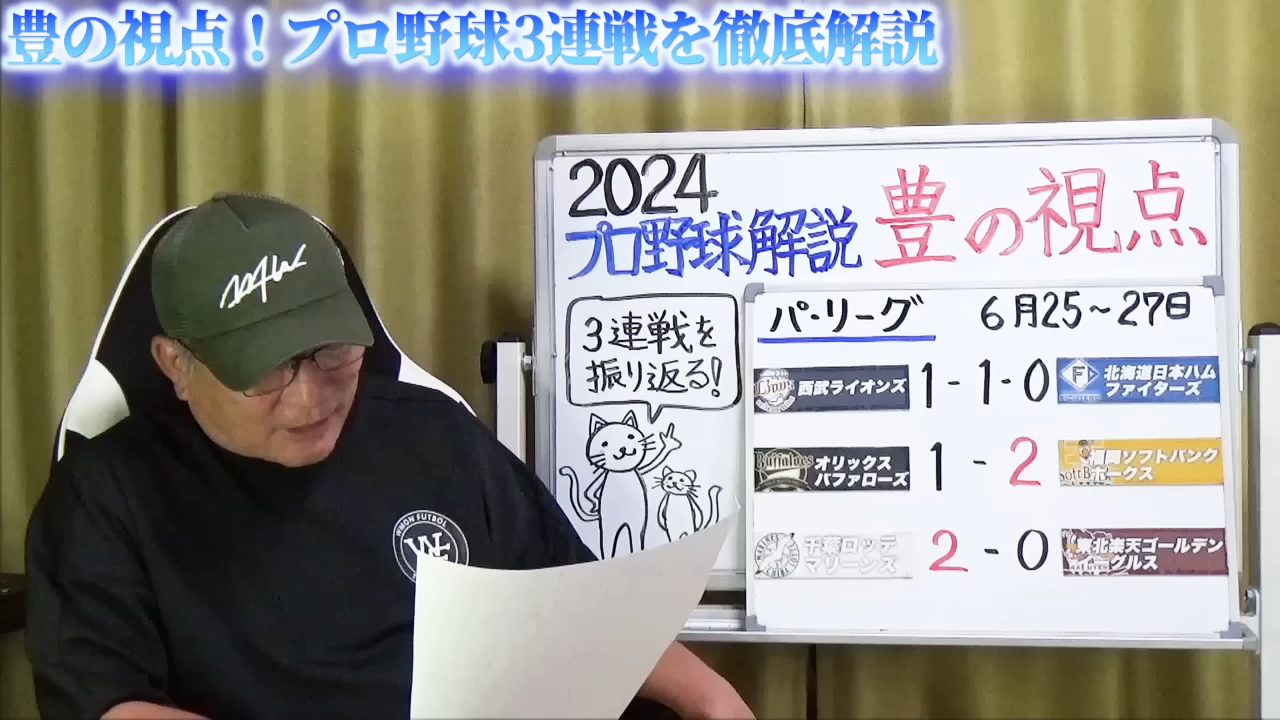 豊の視点！プロ野球3連戦を徹底解説
2024
プロ野球解説 豊の視点
3連戦を
振り返る！
パ・リーグ 6月25～27日
西武ライオンズ 1-1-0 北海道日本ハム
ファイターズ
Buffaloes オリックス
バファローズ 1-2 福岡ソフトバンク
ホークス
千葉ロッテ
マリーンズ 2-0 東北楽天ゴールデン
グルス
WMON FUTBOL